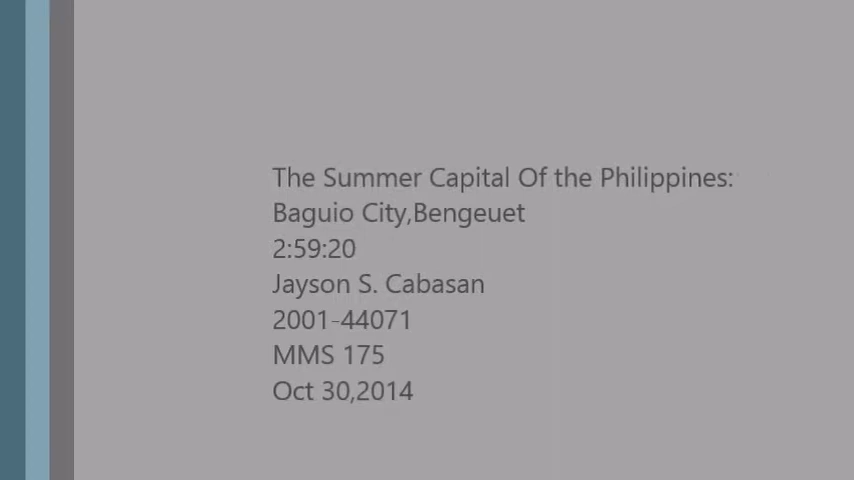 The Summer Capital Of the Philippines:
Baguio City,Bengeuet
2:59:20
Jayson S. Cabasan
2001-44071
MMS 175
Oct 30,2014